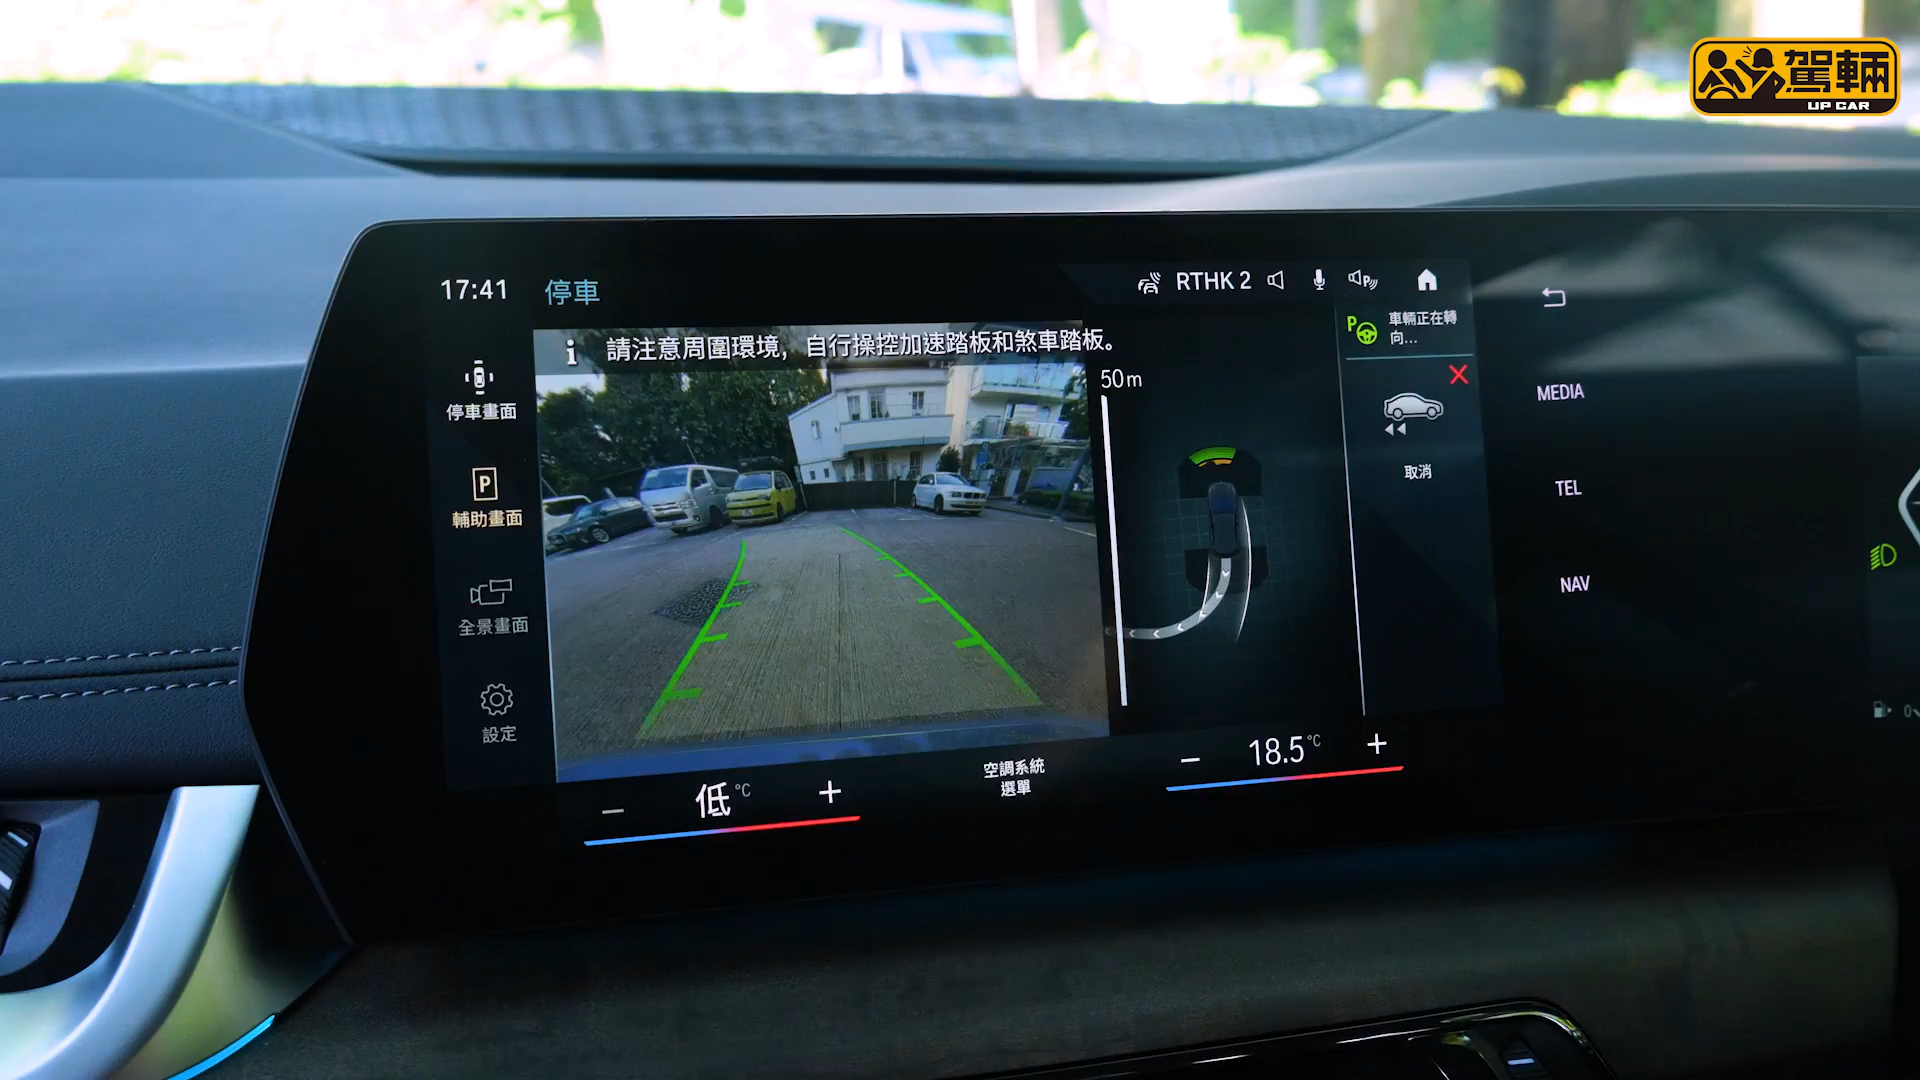 駕輛
UP CAR
17:41
停車
RTHK 2
P
P
車輛正在轉
向...
i 請注意周圍環境，自行操控加速踏板和煞車踏板。
50m
停車畫面
MEDIA
取消
P
輔助畫面
TEL
NAV
全景畫面
設定
低°C
空調系統
選單
18.5°C